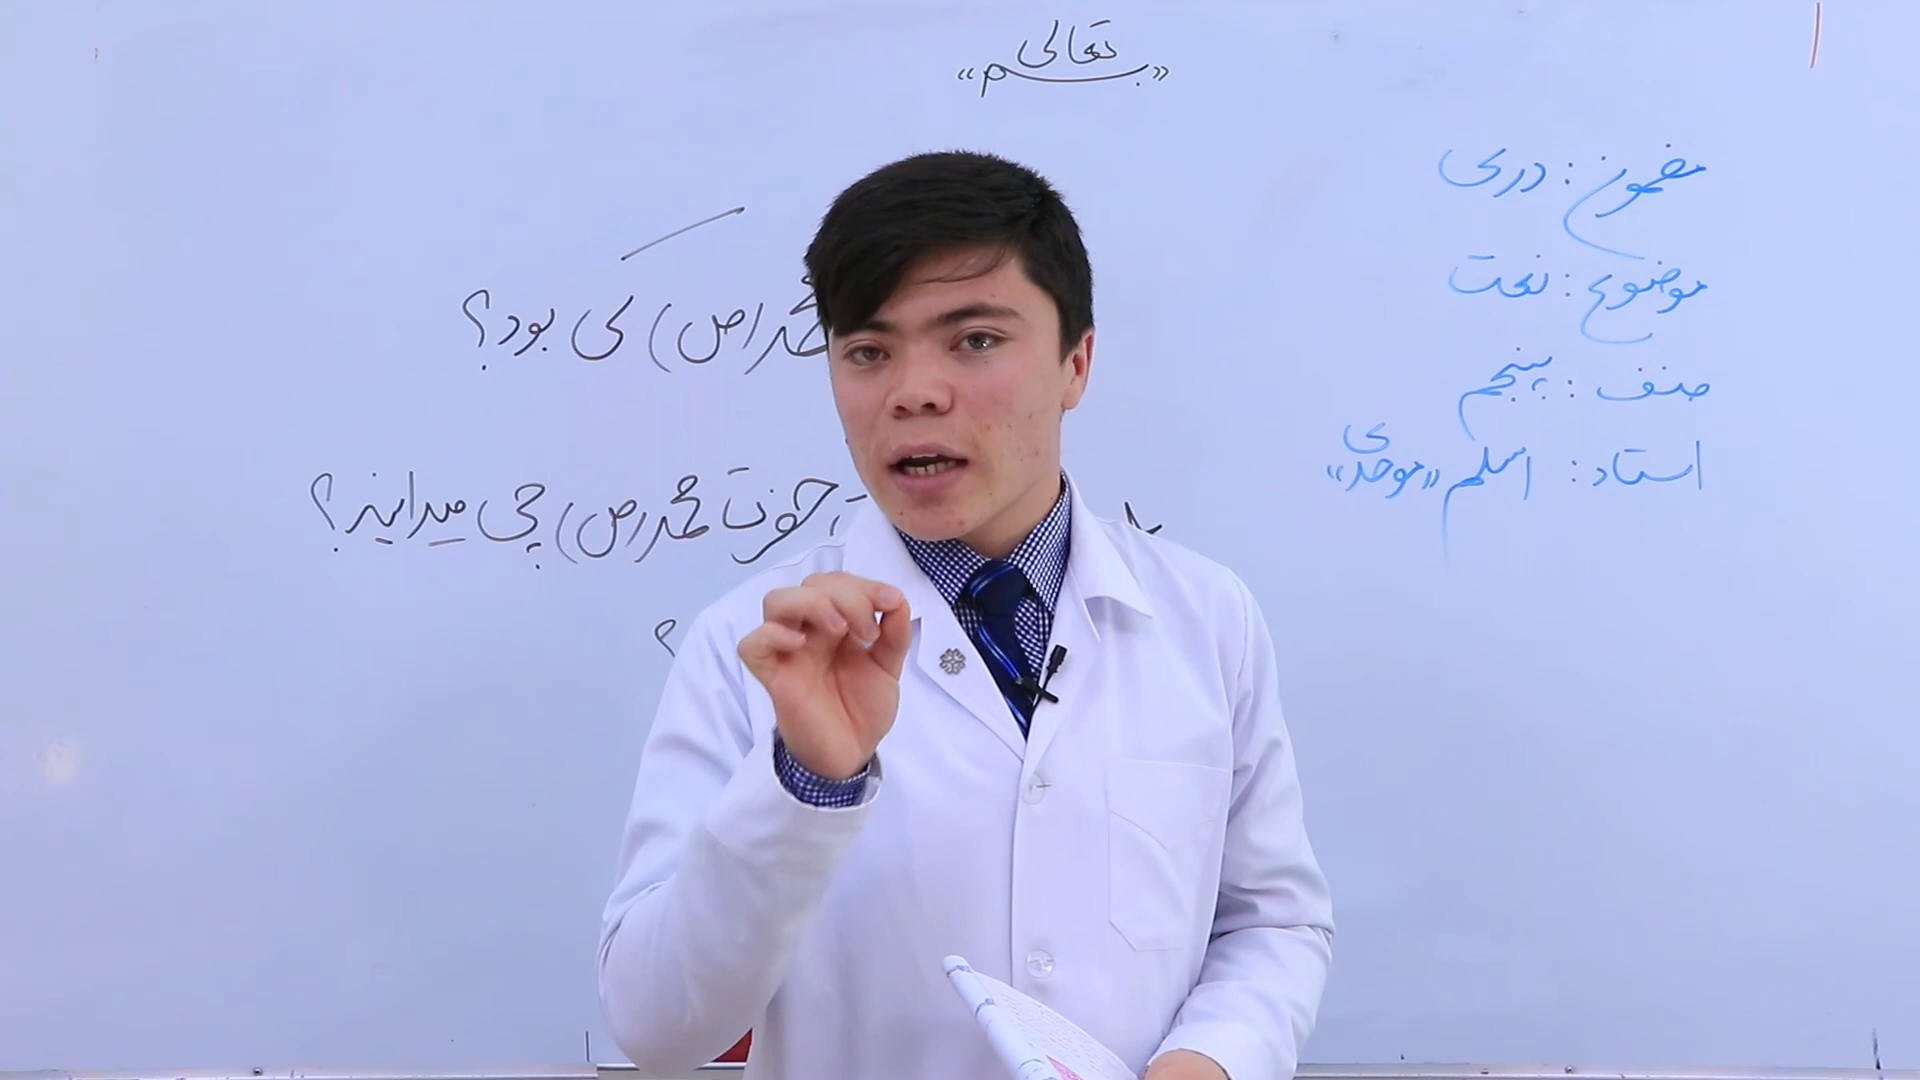 «بسم تعالی»
مضمون: دری
موضوع: نعت
صنف: پنجم
استاد: اسلم «موحدی»
محمد (ص) کی بود؟
حضرت محمد (ص) چی میدانید؟
؟